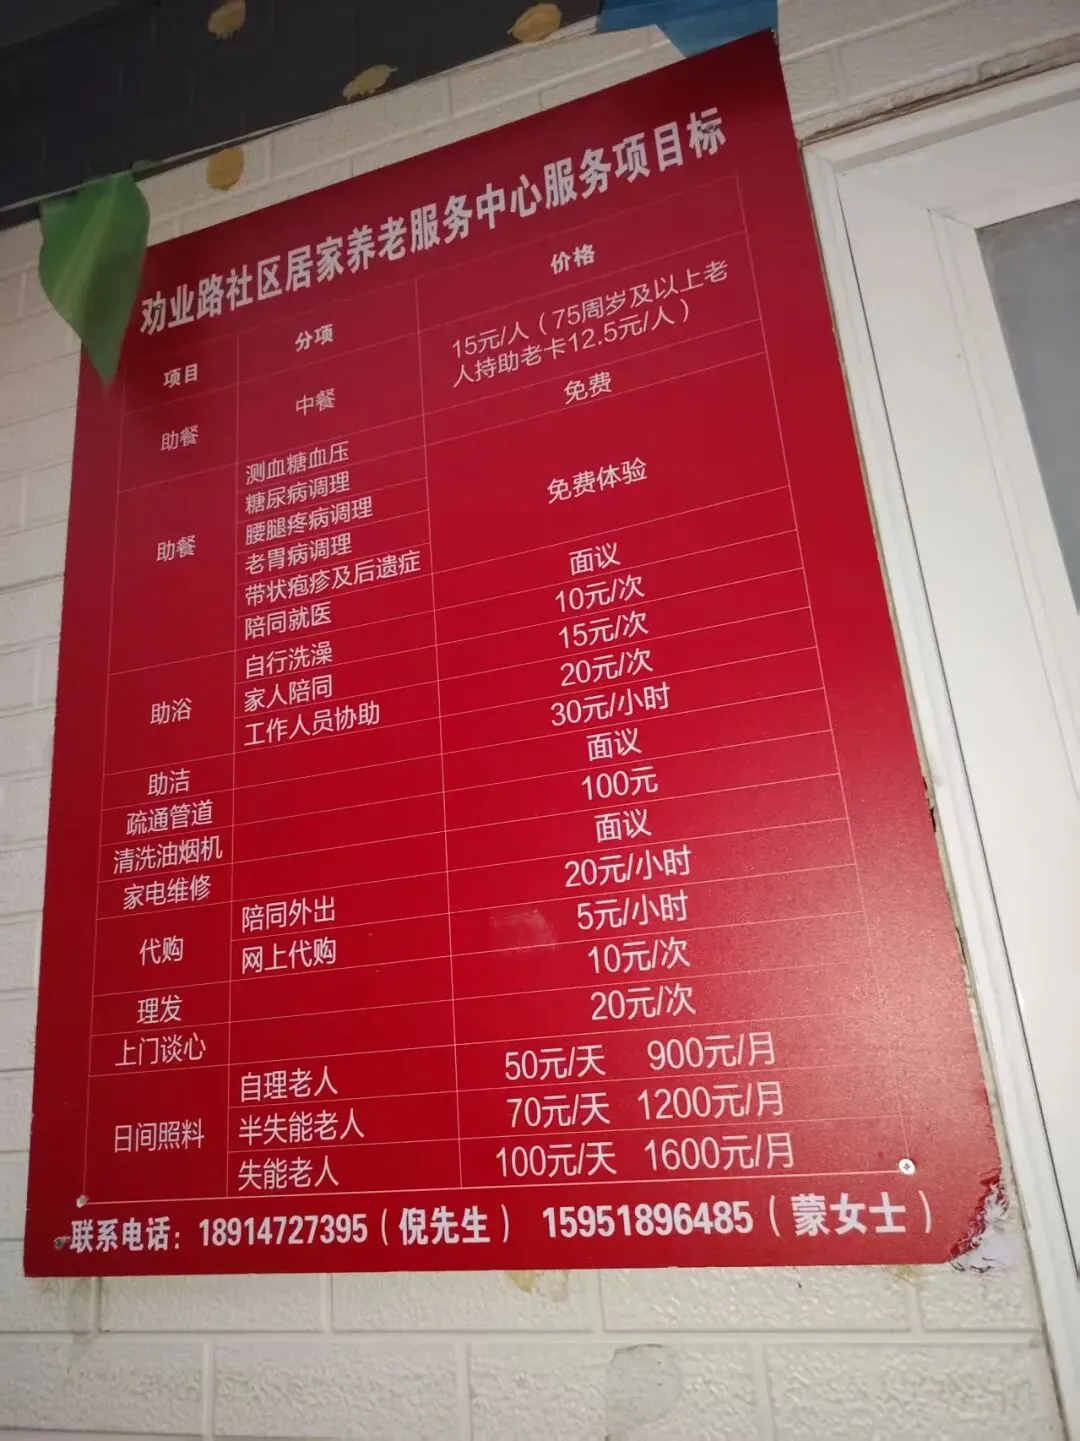 劝业路社区居家养老服务中心服务项目标
项目 分项 价格
助餐 中餐 15元/人（75周岁及以上老
人持助老卡12.5元/人）
助餐 测血糖血压 免费
糖尿病调理 免费体验
腰腿疼病调理
老胃病调理
带状疱疹及后遗症
陪同就医 面议
助浴 自行洗澡 10元/次
家人陪同 15元/次
工作人员协助 20元/次
助洁 30元/小时
疏通管道 面议
清洗油烟机 100元
家电维修 面议
代购 陪同外出 20元/小时
网上代购 5元/小时
理发 10元/次
上门谈心 20元/次
日间照料 自理老人 50元/天 900元/月
半失能老人 70元/天 1200元/月
失能老人 100元/天 1600元/月
联系电话：18914727395（倪先生） 15951896485（蒙女士）